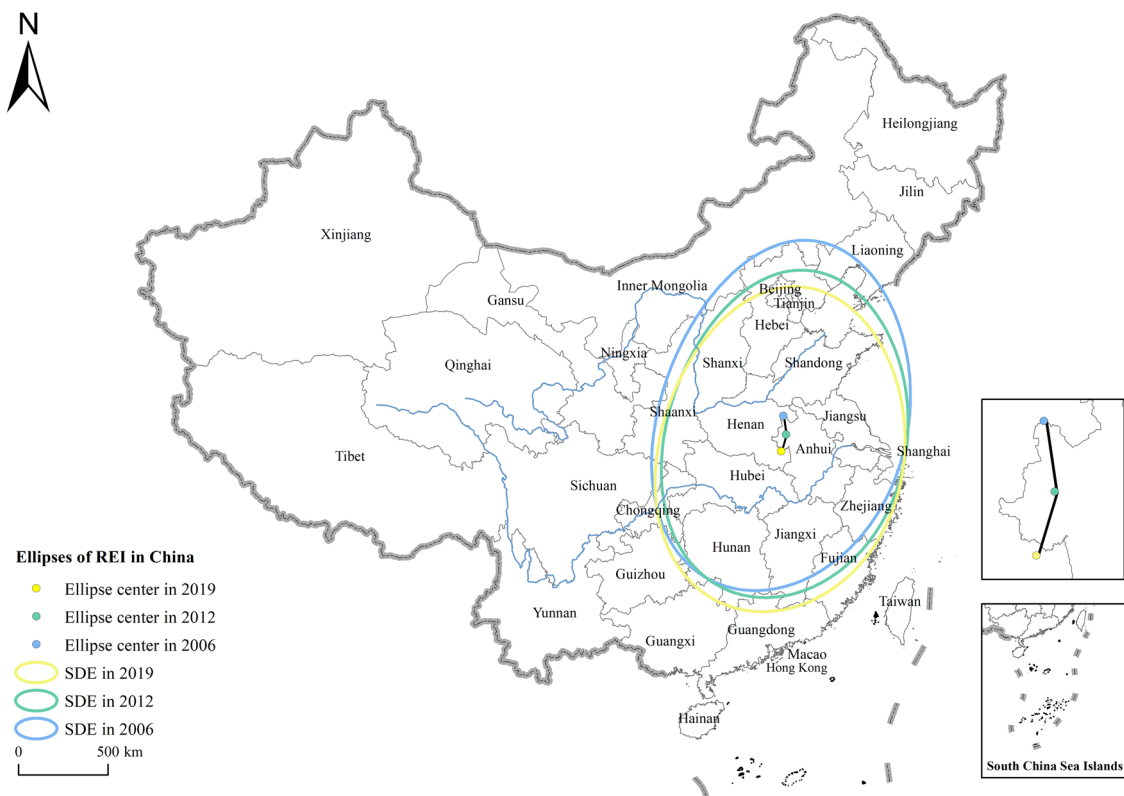 N
Heilongjiang
Jilin
Liaoning
Xinjiang
Inner Mongolia
Beijing
Tianjin
Gansu
Hebei
Ningxia
Qinghai
Shanxi
Shandong
Shaanxi
Henan
Jiangsu
Anhui
Shanghai
Tibet
Hubei
Sichuan
Chongqing
Zhejiang
Hunan
Jiangxi
Fujian
Guizhou
Taiwan
Yunnan
Guangxi
Guangdong
Macao
Hong Kong
Hainan
Ellipses of REI in China
Ellipse center in 2019
Ellipse center in 2012
Ellipse center in 2006
SDE in 2019
SDE in 2012
SDE in 2006
0 500 km
South China Sea Islands